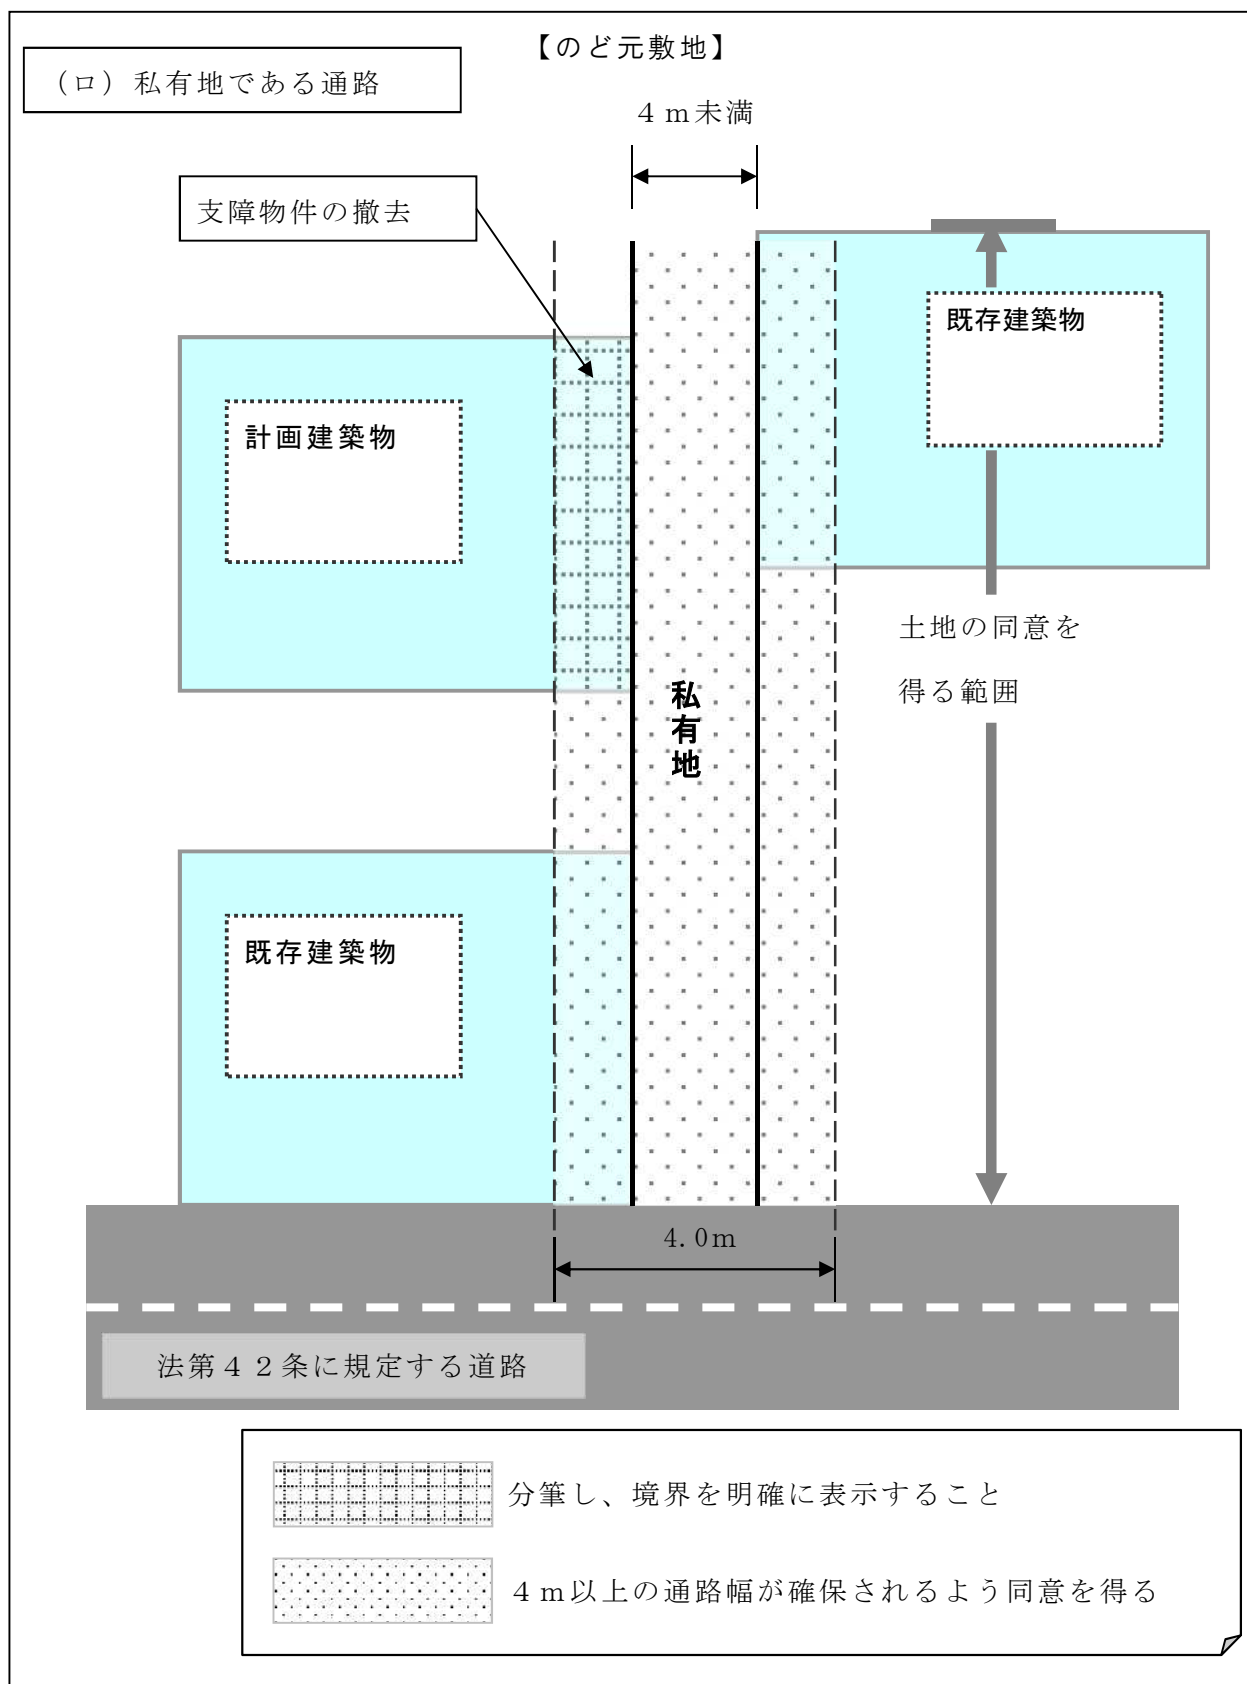 【のど元敷地】
（ロ）私有地である通路
４ｍ未満
支障物件の撤去
既存建築物
計画建築物
土地の同意を
得る範囲
私有地
既存建築物
4.0m
法第４２条に規定する道路
分筆し、境界を明確に表示すること
４ｍ以上の通路幅が確保されるよう同意を得る